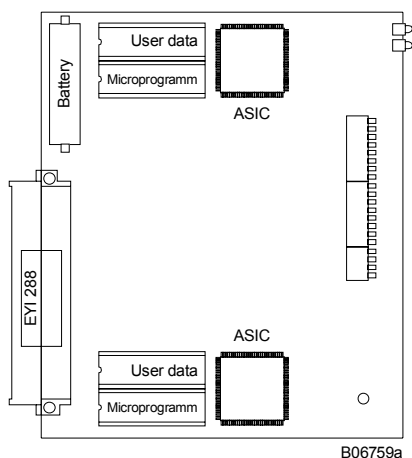 User data
Microprogramm
Battery
ASIC
EYI 288
ASIC
User data
Microprogramm
B06759a